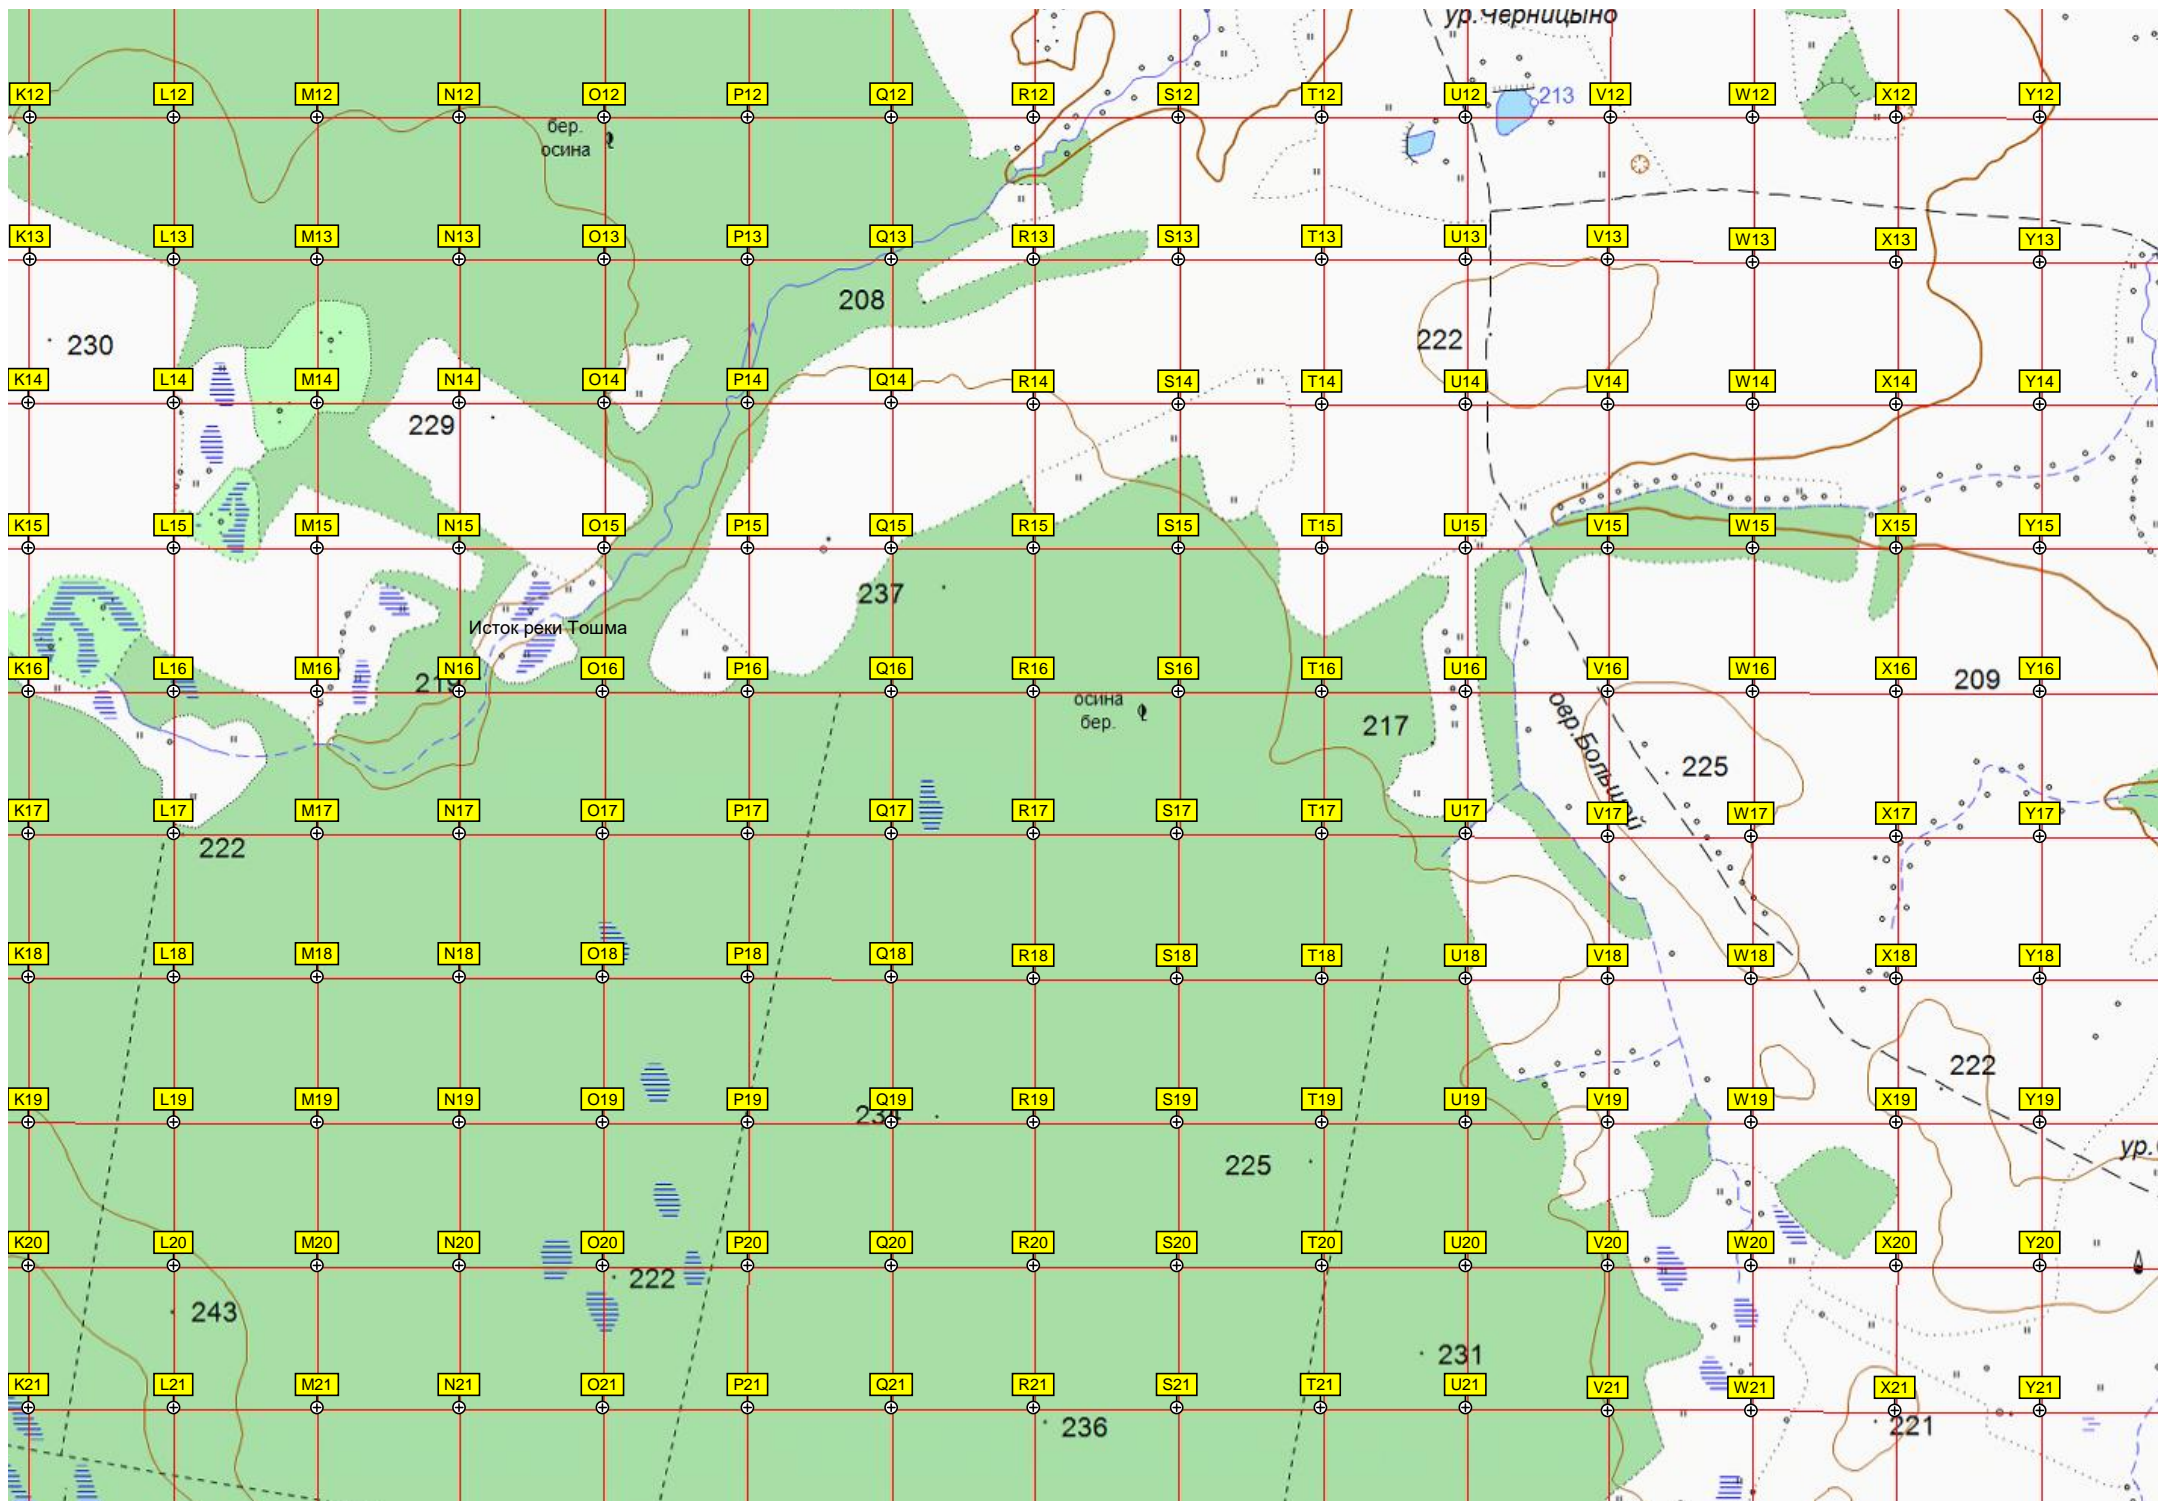 ур.Черницыно
K12 L12 M12 N12 O12 P12 Q12 R12 S12 T12 U12 213 V12 W12 X12 Y12
бер.
осина
K13 L13 M13 N13 O13 P13 Q13 R13 S13 T13 U13 V13 W13 X13 Y13
208
230
222
K14 L14 M14 N14 O14 P14 Q14 R14 S14 T14 U14 V14 W14 X14 Y14
229
K15 L15 M15 N15 O15 P15 Q15 R15 S15 T15 U15 V15 W15 X15 Y15
237
Исток реки Тошма
K16 L16 M16 N16 O16 P16 Q16 R16 S16 T16 U16 V16 W16 X16 Y16
219
209
осина
бер.
217
овр.Большой
225
K17 L17 M17 N17 O17 P17 Q17 R17 S17 T17 U17 V17 W17 X17 Y17
222
K18 L18 M18 N18 O18 P18 Q18 R18 S18 T18 U18 V18 W18 X18 Y18
222
K19 L19 M19 N19 O19 P19 Q19 R19 S19 T19 U19 V19 W19 X19 Y19
234
ур.
225
K20 L20 M20 N20 O20 P20 Q20 R20 S20 T20 U20 V20 W20 X20 Y20
222
243
231
K21 L21 M21 N21 O21 P21 Q21 R21 S21 T21 U21 V21 W21 X21 Y21
236
221